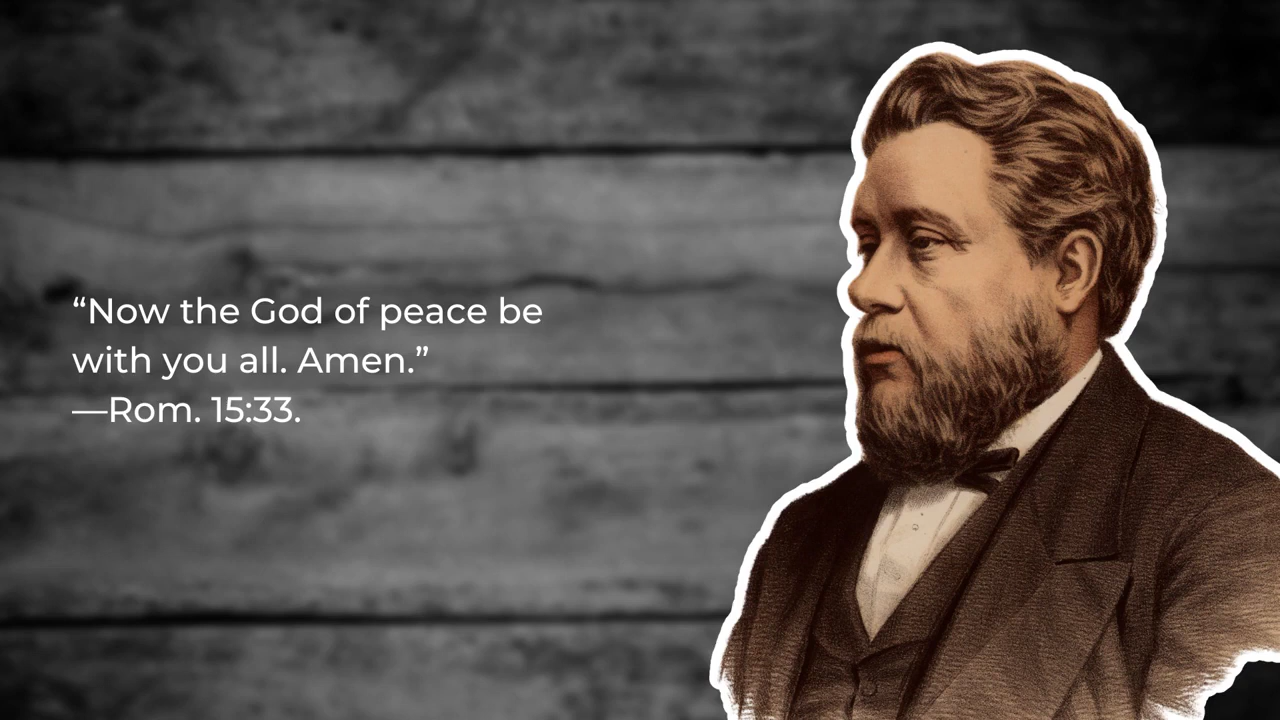 “Now the God of peace be
with you all. Amen.”
—Rom. 15:33.